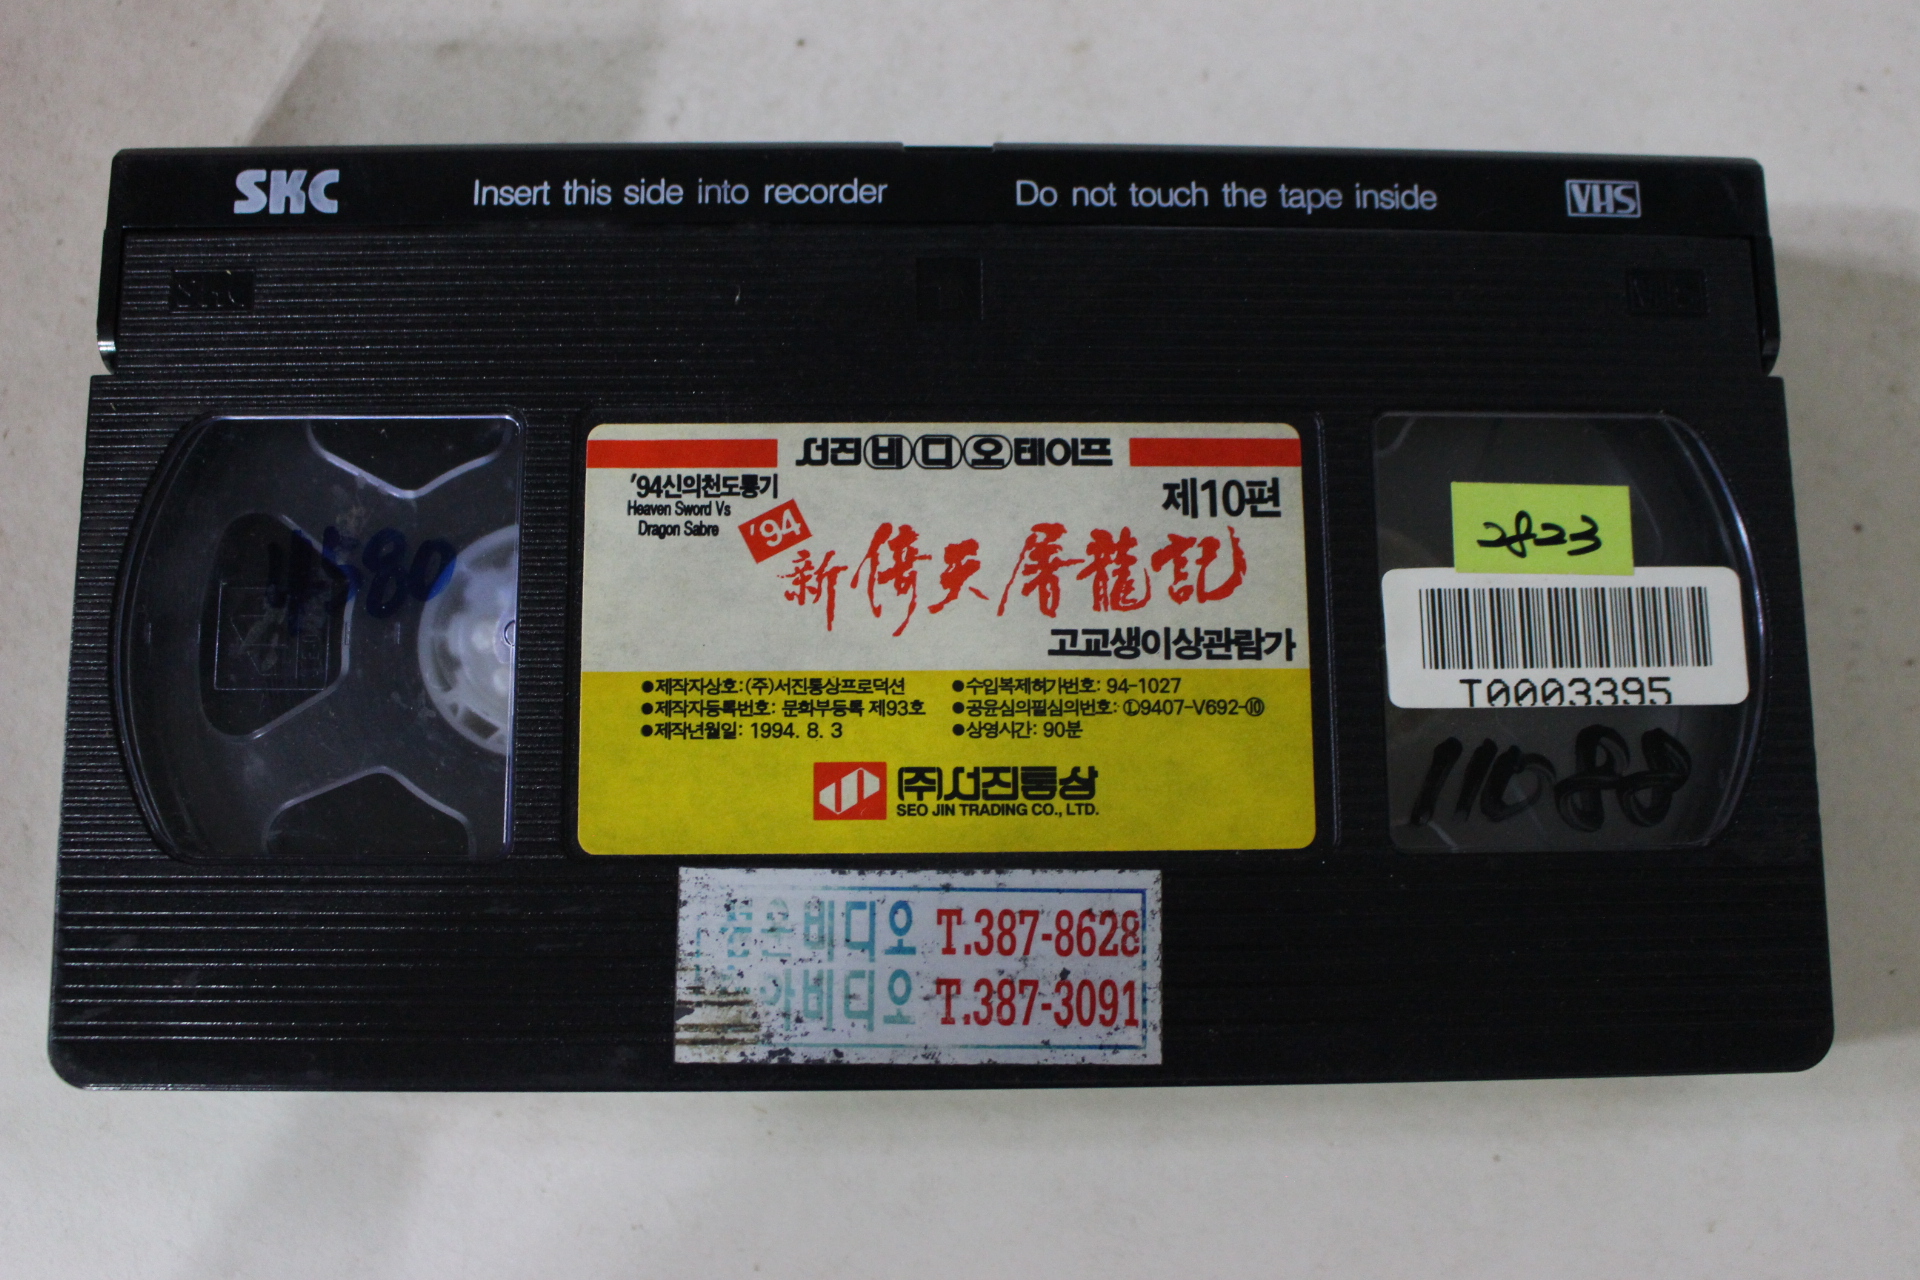 SKC Insert this side into recorder Do not touch the tape inside VHS
서진비디오테이프
'94신의천도룡기
Heaven Sword Vs
Dragon Sabre
제10편
'94
新倚天屠龍記
고교생이상관람가
●제작자상호:(주)서진통상프로덕션
●제작자등록번호: 문화부등록 제93호
●제작년월일: 1994. 8. 3
●수입복제허가번호: 94-1027
●공윤심의필심의번호: Ⓛ9407-V692-⑩
●상영시간: 90분
(주)서진통상
SEO JIN TRADING CO., LTD.
2823
T0003395
11088
비디오 T.387-8628
비디오 T.387-3091